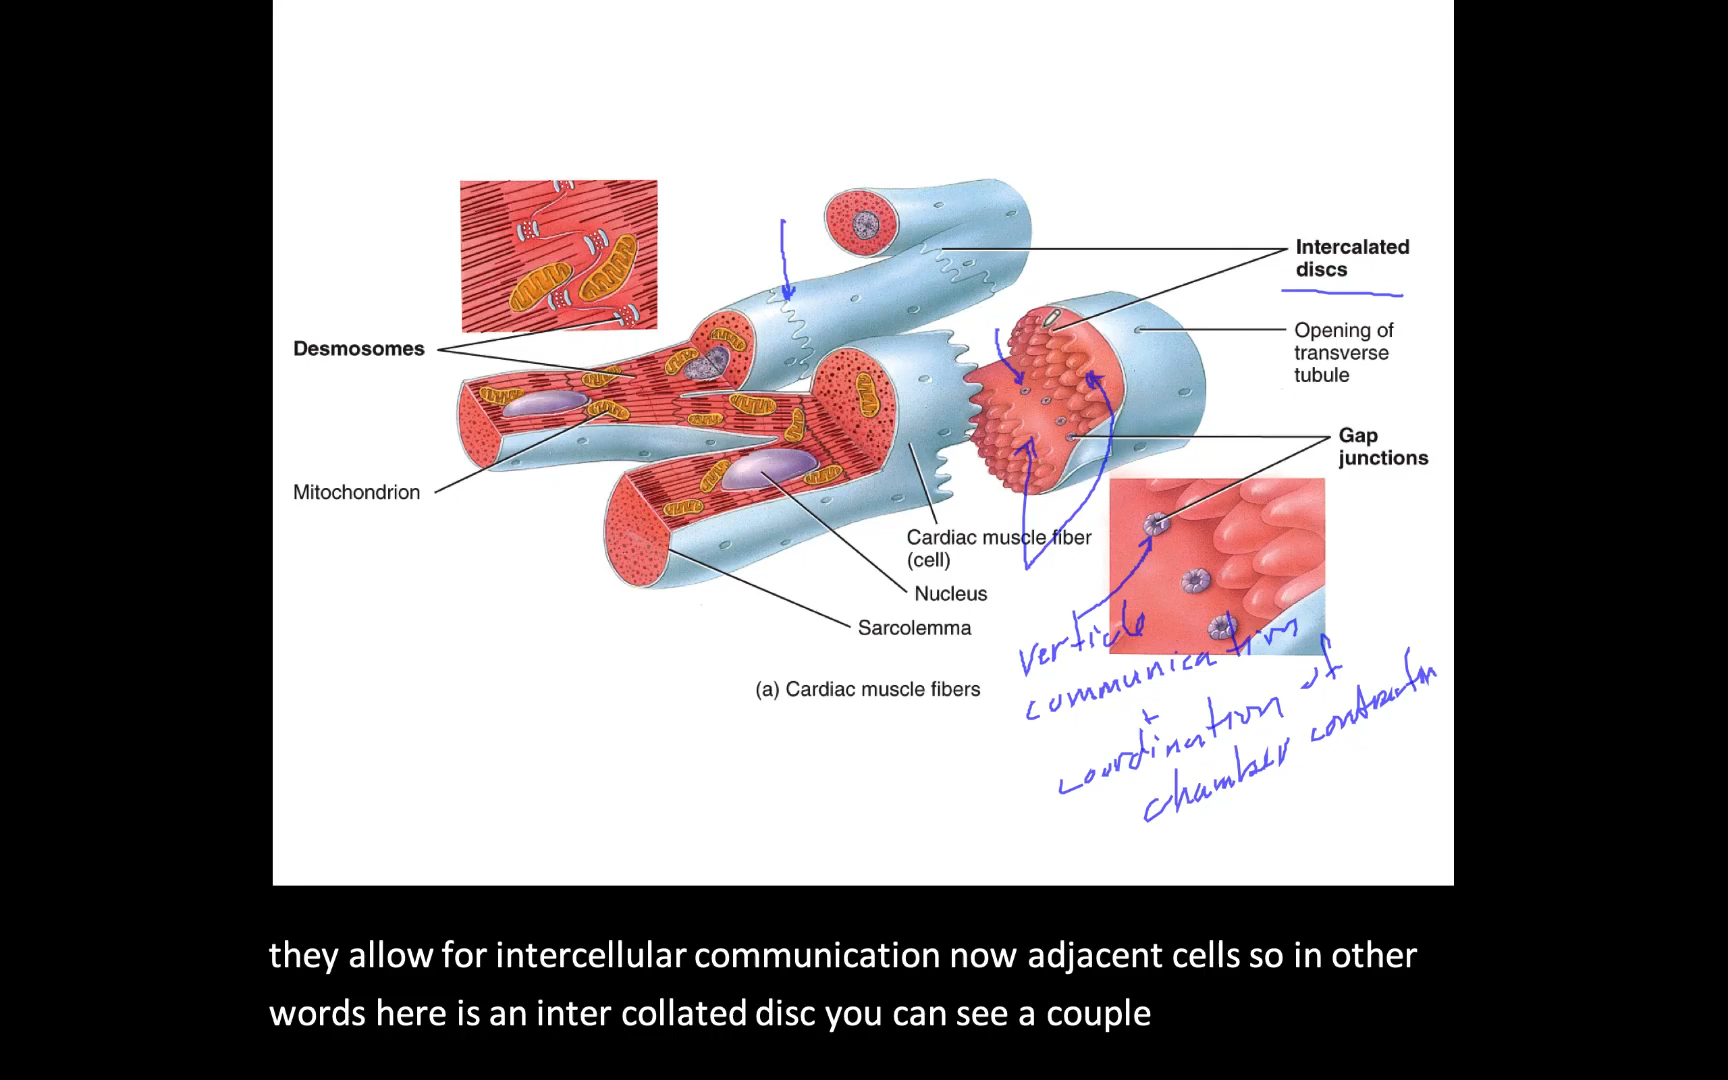 Intercalated
discs
Opening of
transverse
tubule
Desmosomes
Gap
junctions
Mitochondrion
Cardiac muscle fiber
(cell)
Nucleus
Sarcolemma
(a) Cardiac muscle fibers
verticle
communication
+
coordination of
chamber contraction
they allow for intercellular communication now adjacent cells so in other
words here is an inter collated disc you can see a couple